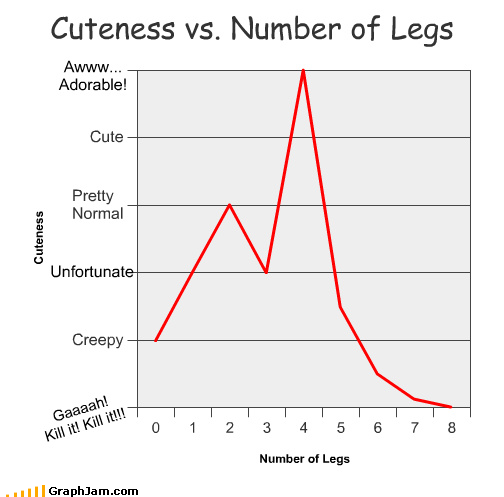 Cuteness vs. Number of Legs
Awww...
Adorable!
Cute
Pretty
Normal
Cuteness
Unfortunate
Creepy
Gaaaah!
Kill it! Kill it!!!
0 1 2 3 4 5 6 7 8
Number of Legs
GraphJam.com